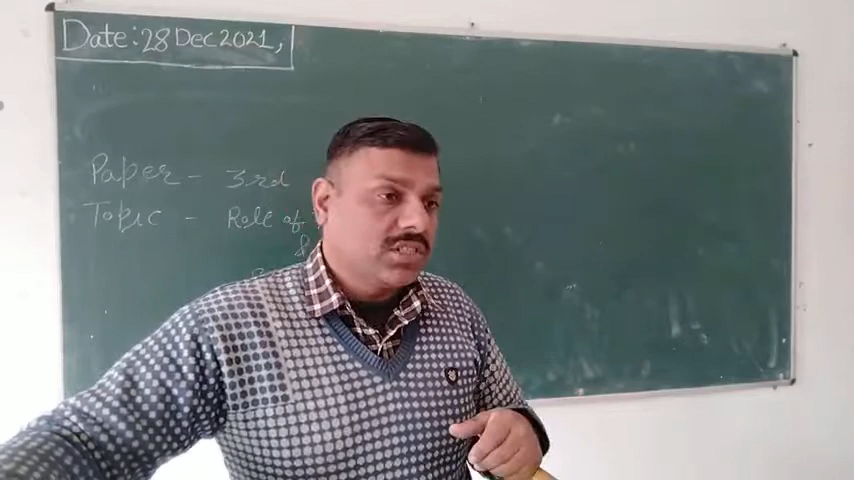 Date: 28 Dec 2021,
Paper - 3rd
Topic - Role of
&